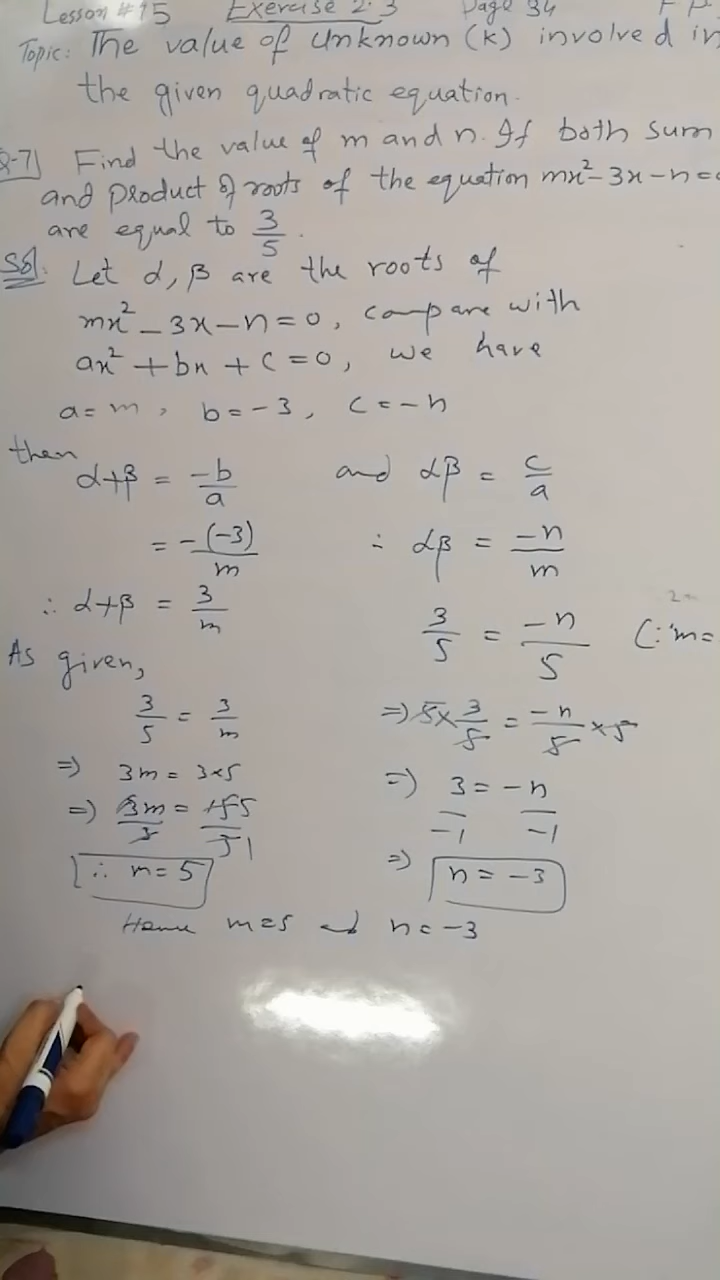 Lesson # 15 Exercise 2.3 Page 34
Topic: The value of unknown (k) involved in
the given quadratic equation.
Q-7) Find the value of m and n. If both sum
and product of roots of the equation mx² - 3x - n =
are equal to 3/5.
Sol: Let α, β are the roots of
mx² - 3x - n = 0, compare with
ax² + bx + c = 0, we have
a = m, b = -3, c = -n
then
α+β = -b/a and αβ = c/a
= -(-3)/m ∴ αβ = -n/m
∴ α+β = 3/m 3/5 = -n/5 (∵ m =
As given,
3/5 = 3/m ⇒ 5 × 3/5 = -n/5 × 5
⇒ 3m = 3×5 ⇒ 3/-1 = -n/-1
⇒ 3m/3 = 15/3
∴ m = 5 ⇒ n = -3
Hence m = 5 and n = -3